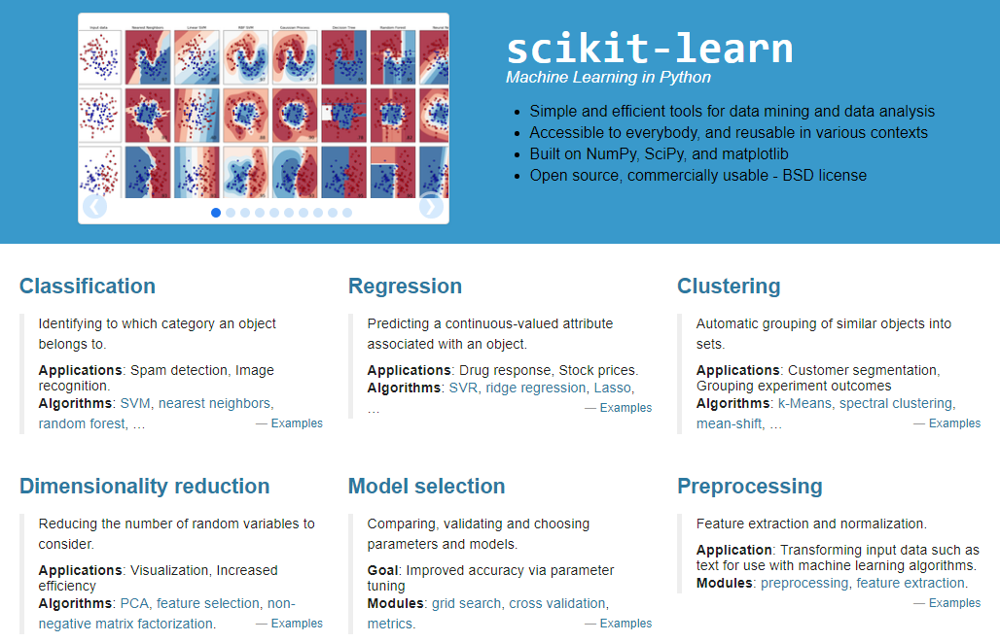 Input data
Nearest Neighbors
Linear SVM
RBF SVM
Gaussian Process
Decision Tree
Random Forest
scikit-learn
Machine Learning in Python
Simple and efficient tools for data mining and data analysis
Accessible to everybody, and reusable in various contexts
Built on NumPy, SciPy, and matplotlib
Open source, commercially usable - BSD license
Classification
Identifying to which category an object
belongs to.
Applications: Spam detection, Image
recognition.
Algorithms: SVM, nearest neighbors,
random forest, …
— Examples
Regression
Predicting a continuous-valued attribute
associated with an object.
Applications: Drug response, Stock prices.
Algorithms: SVR, ridge regression, Lasso,
…
— Examples
Clustering
Automatic grouping of similar objects into
sets.
Applications: Customer segmentation,
Grouping experiment outcomes
Algorithms: k-Means, spectral clustering,
mean-shift, …
— Examples
Dimensionality reduction
Reducing the number of random variables to
consider.
Applications: Visualization, Increased
efficiency
Algorithms: PCA, feature selection, non-
negative matrix factorization.
— Examples
Model selection
Comparing, validating and choosing
parameters and models.
Goal: Improved accuracy via parameter
tuning
Modules: grid search, cross validation,
metrics.
— Examples
Preprocessing
Feature extraction and normalization.
Application: Transforming input data such as
text for use with machine learning algorithms.
Modules: preprocessing, feature extraction.
— Examples